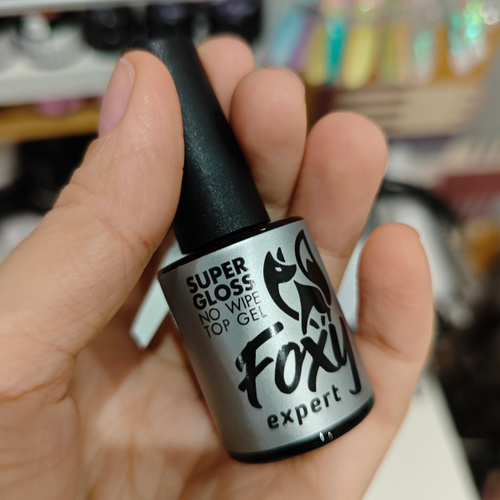 SUPER
GLOSS
NO WIPE
TOP GEL
Foxy
expert